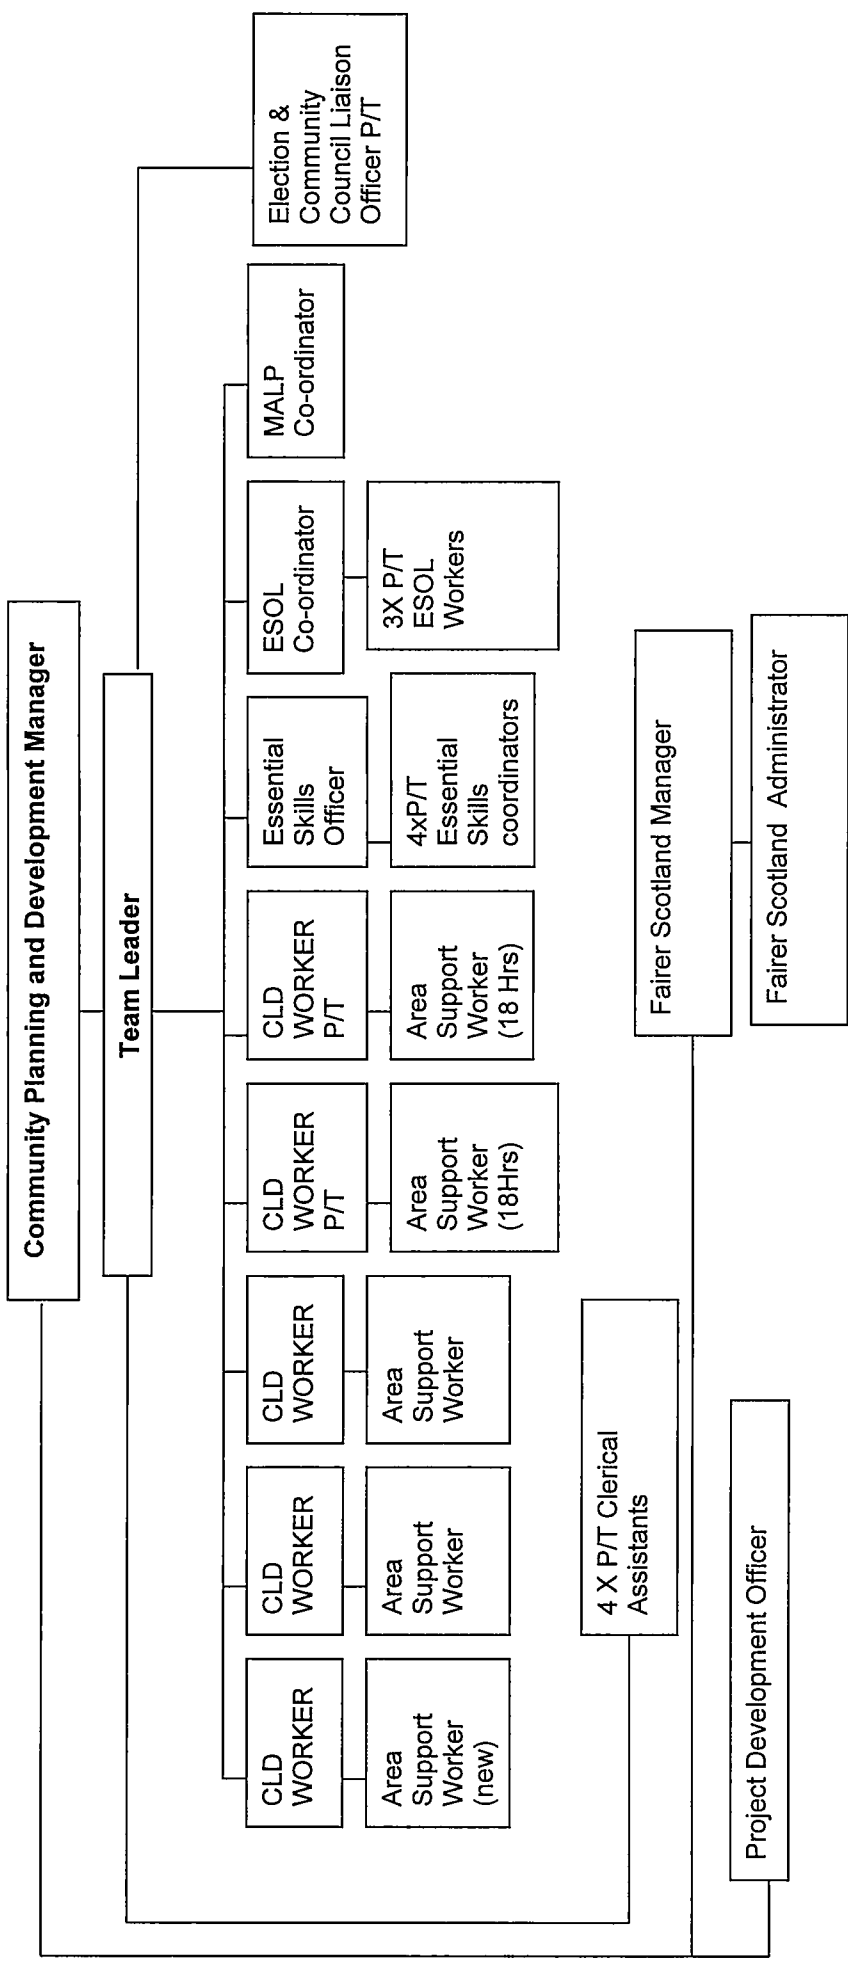 Community Planning and Development Manager
Team Leader
Election &
Community
Council Liaison
Officer P/T
CLD
WORKER
CLD
WORKER
CLD
WORKER
CLD
WORKER
P/T
CLD
WORKER
P/T
Essential
Skills
Officer
ESOL
Co-ordinator
MALP
Co-ordinator
Area
Support
Worker
(new)
Area
Support
Worker
Area
Support
Worker
Area
Support
Worker
(18Hrs)
Area
Support
Worker
(18 Hrs)
4xP/T
Essential
Skills
coordinators
3X P/T
ESOL
Workers
4 X P/T Clerical
Assistants
Fairer Scotland Manager
Project Development Officer
Fairer Scotland Administrator